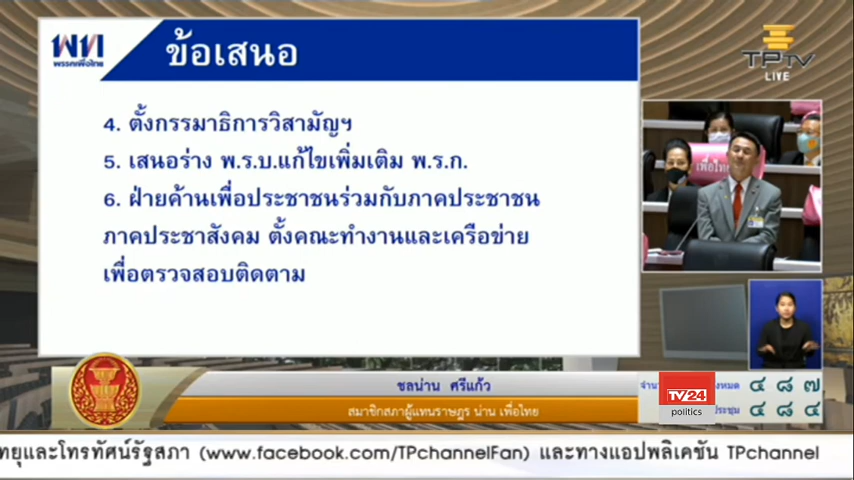 พท
พรรคเพื่อไทย
ข้อเสนอ
TPTV
LIVE
4. ตั้งกรรมาธิการวิสามัญฯ
5. เสนอร่าง พ.ร.บ.แก้ไขเพิ่มเติม พ.ร.ก.
6. ฝ่ายค้านเพื่อประชาชนร่วมกับภาคประชาชน
ภาคประชาสังคม ตั้งคณะทำงานและเครือข่าย
เพื่อตรวจสอบติดตาม
เพื่อไทย
ชลน่าน ศรีแก้ว
สมาชิกสภาผู้แทนราษฎร น่าน เพื่อไทย
๔๘๗
๔๘๔
TV24
politics
โทรทัศน์รัฐสภา (www.facebook.com/TPchannelFan) และทางแอปพลิเคชัน TPchannel